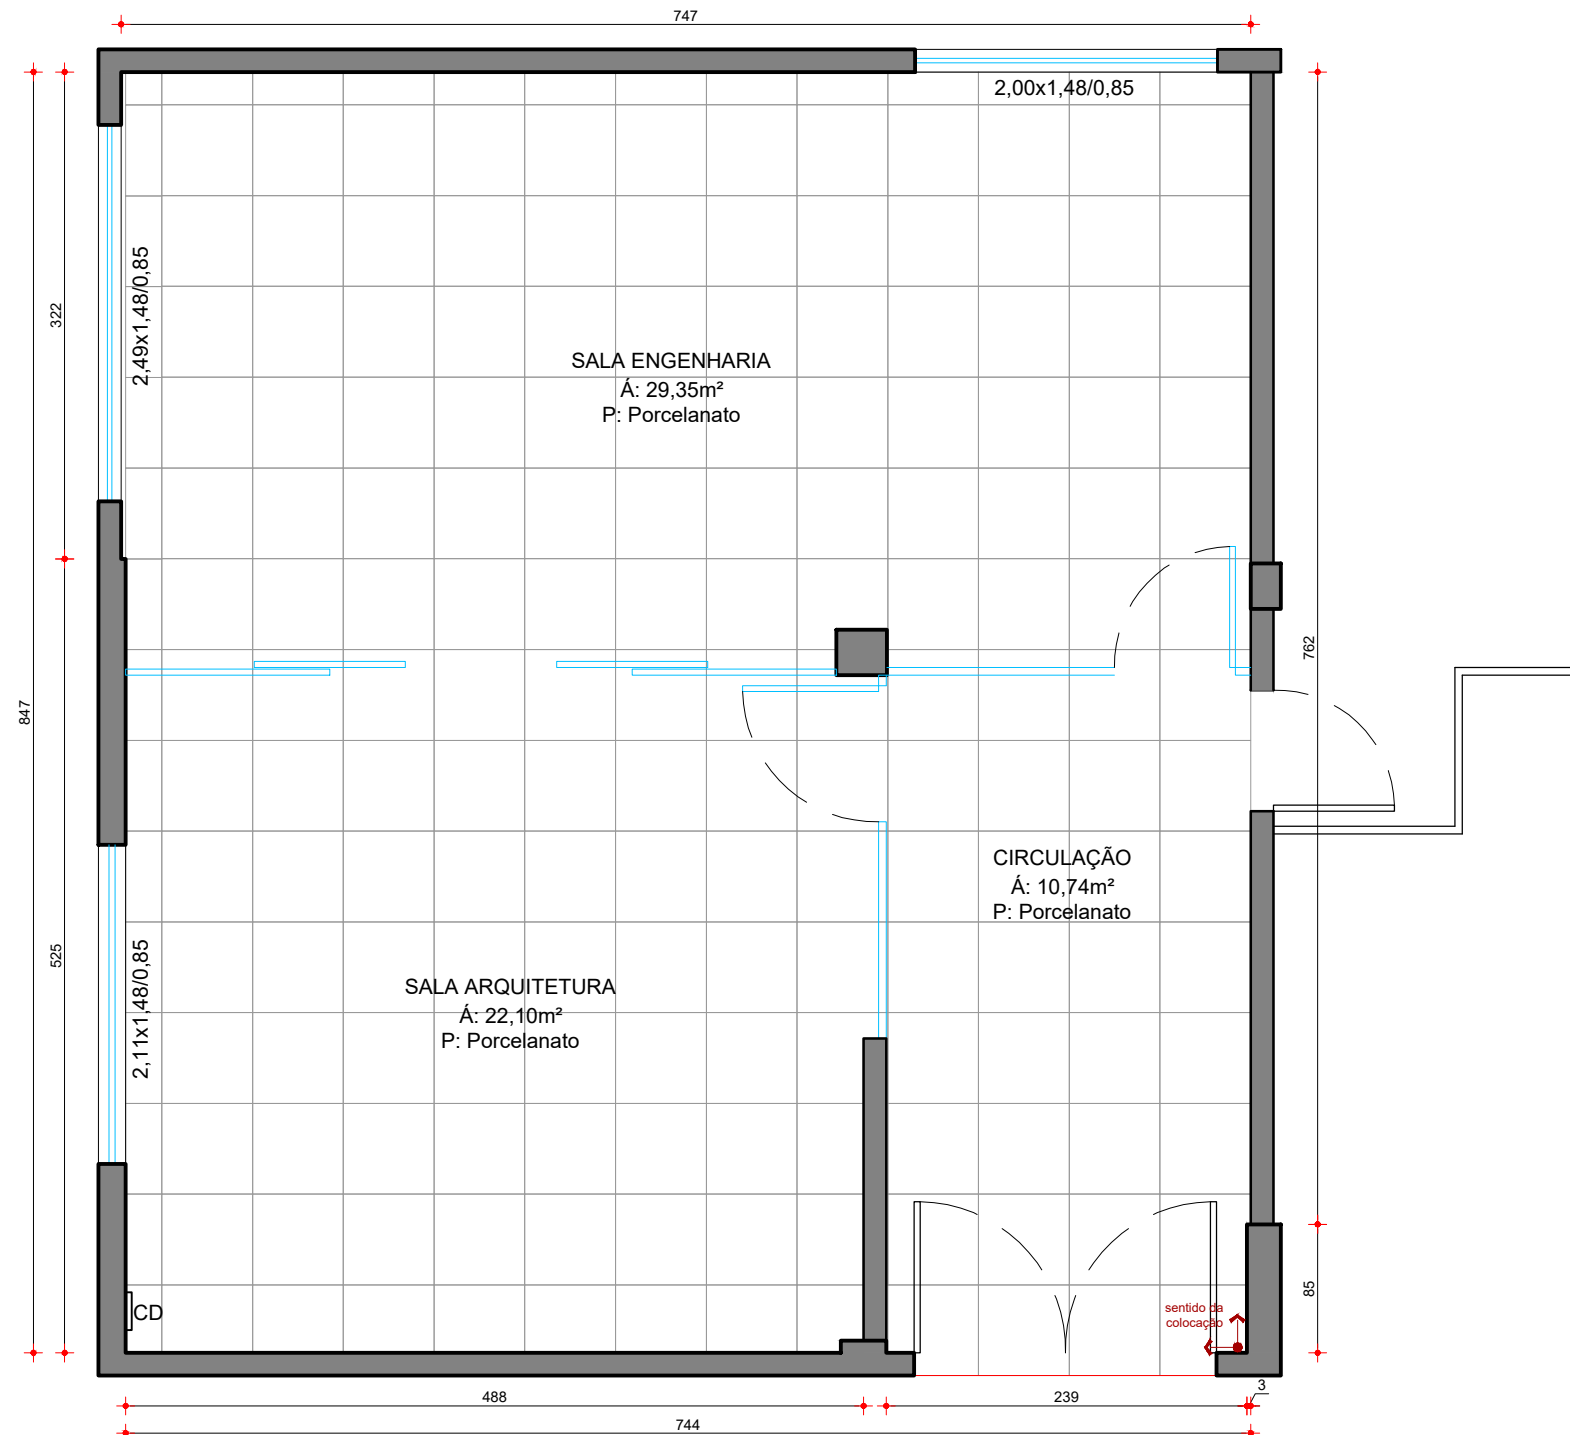 747
2,00x1,48/0,85
322
2,49x1,48/0,85
SALA ENGENHARIA
Á: 29,35m²
P: Porcelanato
762
847
CIRCULAÇÃO
Á: 10,74m²
P: Porcelanato
525
2,11x1,48/0,85
SALA ARQUITETURA
Á: 22,10m²
P: Porcelanato
85
CD
sentido da
colocação
488
239
3
744